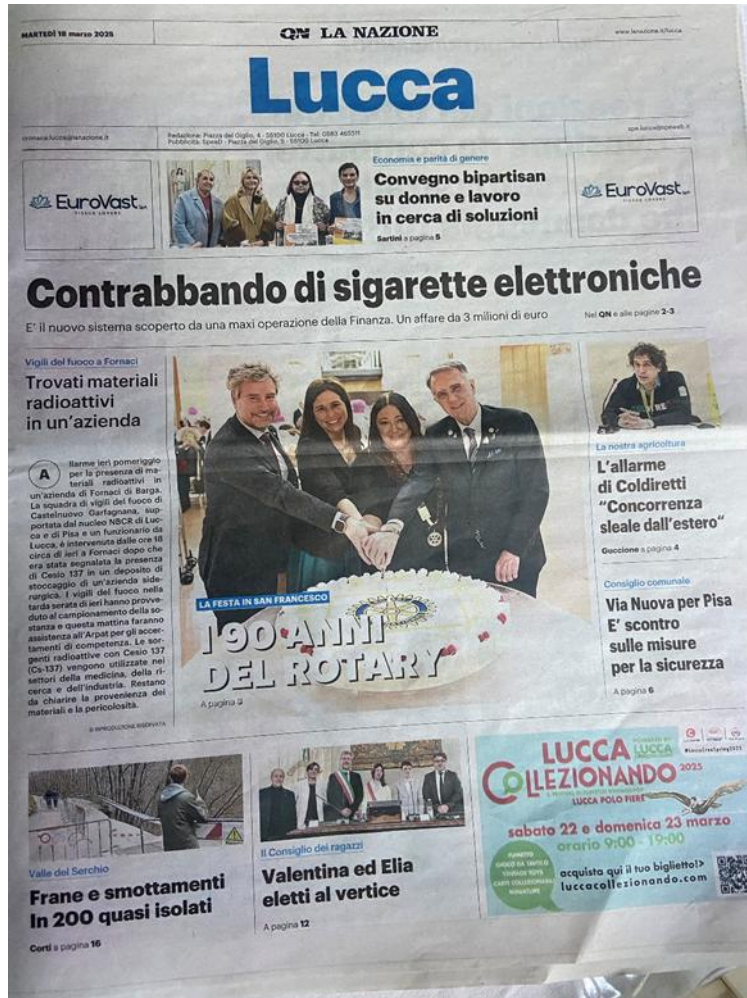 MARTEDÌ 18 marzo 2025
QN LA NAZIONE
www.lanazione.it/lucca
Lucca
cronaca.lucca@lanazione.it
Redazione: Piazza del Giglio, 4 - 55100 Lucca - Tel. 0583 465311
Pubblicità: SpeeD - Piazza del Giglio, 5 - 55100 Lucca
spe.lucca@speweb.it
EuroVast
Economia e parità di genere
Convegno bipartisan
su donne e lavoro
in cerca di soluzioni
Sartini a pagina 5
EuroVast
Contrabbando di sigarette elettroniche
E' il nuovo sistema scoperto da una maxi operazione della Finanza. Un affare da 3 milioni di euro
Nel QN e alle pagine 2-3
Vigili del fuoco a Fornaci
Trovati materiali
radioattivi
in un'azienda
A
llarme ieri pomeriggio
per la presenza di ma-
teriali radioattivi in
un'azienda di Fornaci di Barga.
La squadra di vigili del fuoco di
Castelnuovo Garfagnana, sup-
portata dal nucleo NBCR di Luc-
ca e di Pisa e un funzionario da
Lucca, è intervenuta dalle ore 18
circa di ieri a Fornaci dopo che
era stata segnalata la presenza
di Cesio 137 in un deposito di
stoccaggio di un'azienda side-
rurgica. I vigili del fuoco nella
tarda serata di ieri hanno provve-
duto al campionamento della so-
stanza e questa mattina faranno
assistenza all'Arpat per gli accer-
tamenti di competenza. Le sor-
genti radioattive con Cesio 137
(Cs-137) vengono utilizzate nei
settori della medicina, della ri-
cerca e dell'industria. Restano
da chiarire la provenienza dei
materiali e la pericolosità.
© RIPRODUZIONE RISERVATA
LA FESTA IN SAN FRANCESCO
I 90 ANNI
DEL ROTARY
A pagina 3
La nostra agricoltura
L'allarme
di Coldiretti
"Concorrenza
sleale dall'estero"
Guccione a pagina 4
Consiglio comunale
Via Nuova per Pisa
E' scontro
sulle misure
per la sicurezza
A pagina 6
Valle del Serchio
Frane e smottamenti
In 200 quasi isolati
Corti a pagina 16
Il Consiglio dei ragazzi
Valentina ed Elia
eletti al vertice
A pagina 12
LUCCA
COLLEZIONANDO 2025
LUCCA POLO FIERE
sabato 22 e domenica 23 marzo
orario 9:00 - 19:00
FUMETTO
GIOCO DA TAVOLO
VINTAGE TOYS
CARTE COLLEZIONABILI
MINIATURE
acquista qui il tuo biglietto!>
luccacollezionando.com